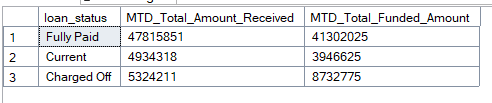 loan_status MTD_Total_Amount_Received MTD_Total_Funded_Amount
1 Fully Paid 47815851 41302025
2 Current 4934318 3946625
3 Charged Off 5324211 8732775